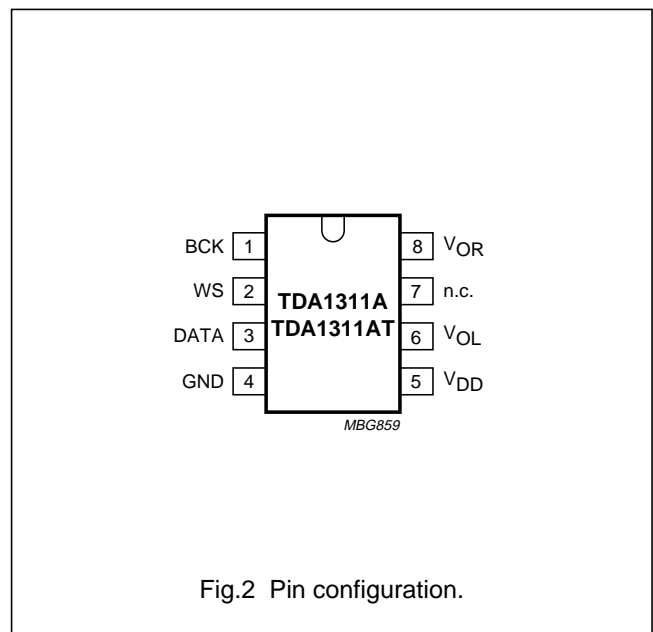 BCK 1 8 VOR
WS 2 7 n.c.
TDA1311A
TDA1311AT
DATA 3 6 VOL
GND 4 5 VDD
MBG859
Fig.2 Pin configuration.